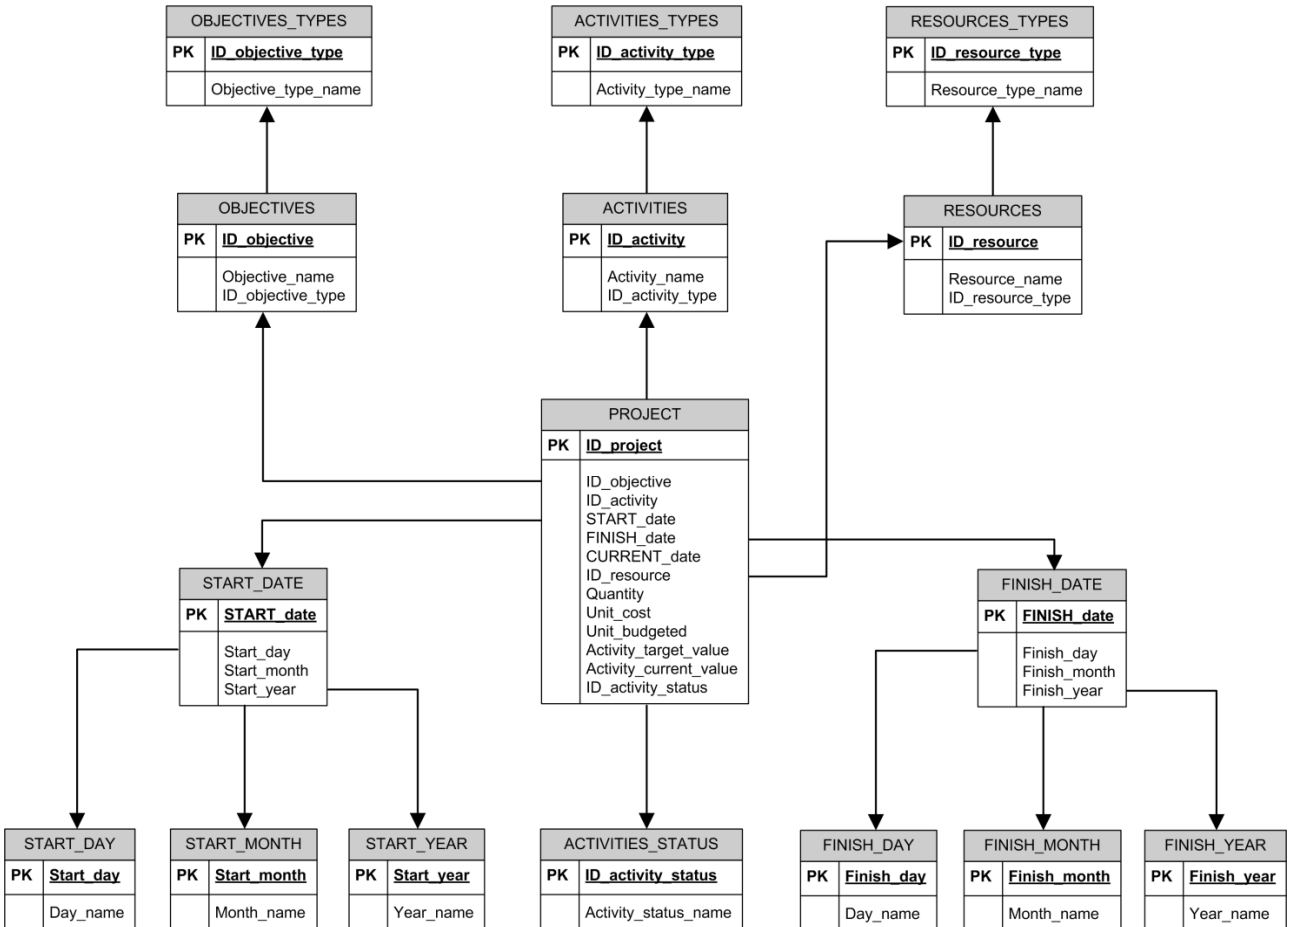 OBJECTIVES_TYPES
PK ID_objective_type
Objective_type_name
ACTIVITIES_TYPES
PK ID_activity_type
Activity_type_name
RESOURCES_TYPES
PK ID_resource_type
Resource_type_name
OBJECTIVES
PK ID_objective
Objective_name
ID_objective_type
ACTIVITIES
PK ID_activity
Activity_name
ID_activity_type
RESOURCES
PK ID_resource
Resource_name
ID_resource_type
PROJECT
PK ID_project
ID_objective
ID_activity
START_date
FINISH_date
CURRENT_date
ID_resource
Quantity
Unit_cost
Unit_budgeted
Activity_target_value
Activity_current_value
ID_activity_status
START_DATE
PK START_date
Start_day
Start_month
Start_year
FINISH_DATE
PK FINISH_date
Finish_day
Finish_month
Finish_year
START_DAY
PK Start_day
Day_name
START_MONTH
PK Start_month
Month_name
START_YEAR
PK Start_year
Year_name
ACTIVITIES_STATUS
PK ID_activity_status
Activity_status_name
FINISH_DAY
PK Finish_day
Day_name
FINISH_MONTH
PK Finish_month
Month_name
FINISH_YEAR
PK Finish_year
Year_name